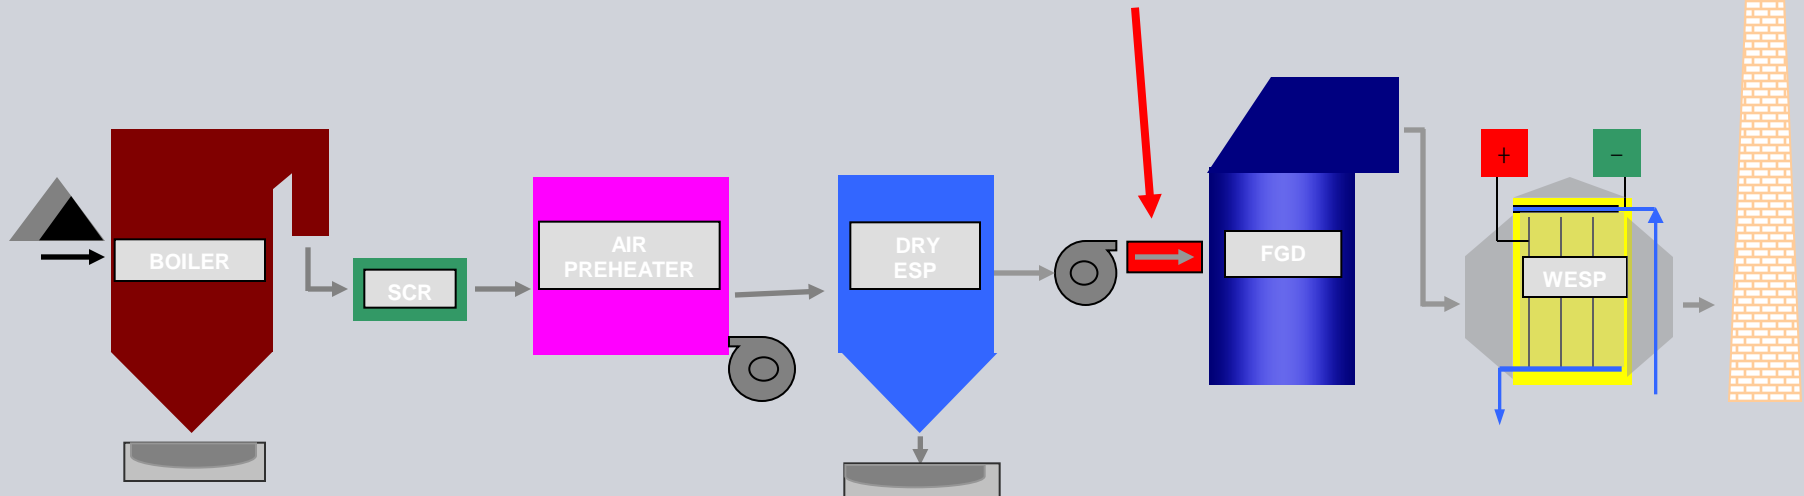 BOILER
SCR
AIR
PREHEATER
DRY
ESP
FGD
+
−
WESP